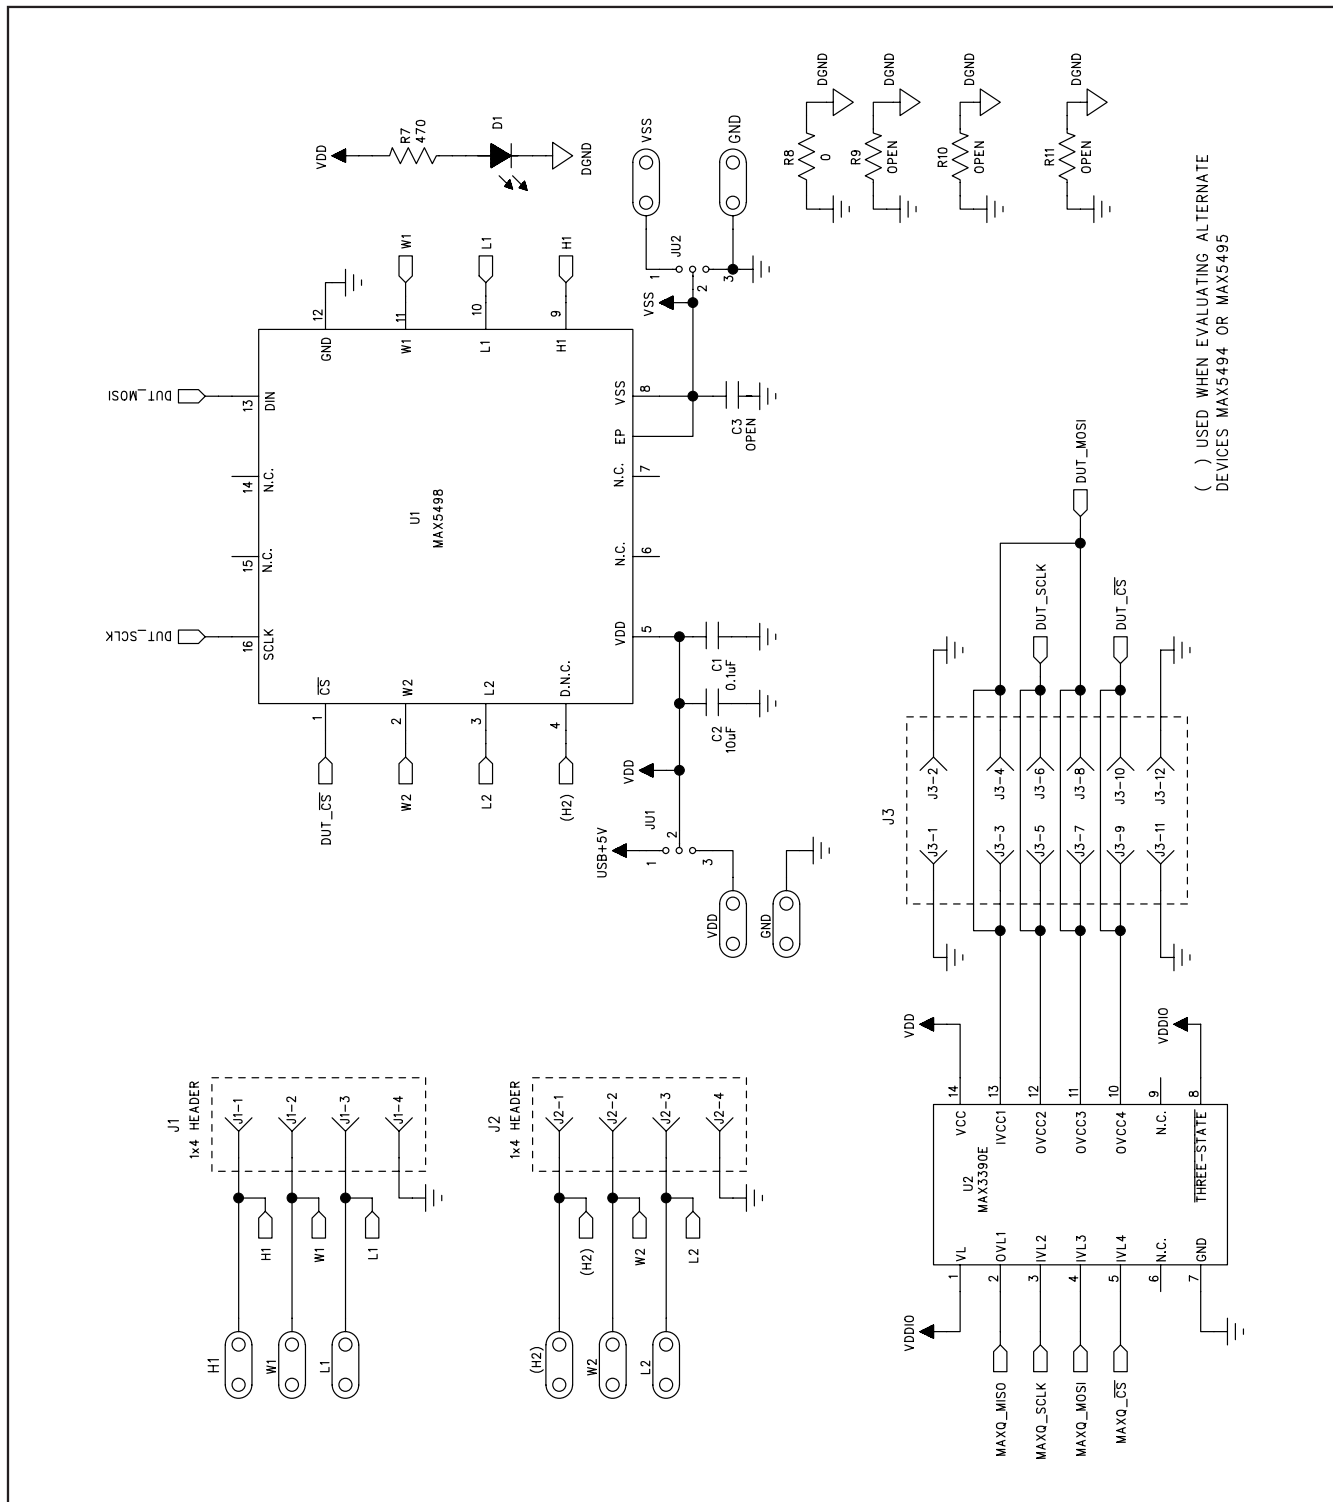 H1
W1
L1
H1
W1
L1
J1
1x4 HEADER
J1-1
J1-2
J1-3
J1-4
(H2)
W2
L2
(H2)
W2
L2
J2
1x4 HEADER
J2-1
J2-2
J2-3
J2-4
DUT_CS
W2
L2
(H2)
1
2
3
4
CS
W2
L2
D.N.C.
DUT_SCLK
16
SCLK
15
N.C.
14
N.C.
DUT_MOSI
13
DIN
U1
MAX5498
GND
W1
L1
H1
12
11
10
9
W1
L1
H1
VDD
5
N.C.
6
N.C.
7
EP
VSS
8
VDD
R7
470
D1
DGND
USB+5V
JU1
1
2
3
VDD
VDD
GND
C2
10uF
C1
0.1uF
C3
OPEN
VSS
JU2
1
2
3
VSS
GND
R8
0
DGND
R9
OPEN
DGND
R10
OPEN
DGND
R11
OPEN
DGND
VDDIO
MAXQ_MISO
MAXQ_SCLK
MAXQ_MOSI
MAXQ_CS
1
2
3
4
5
6
7
VL
OVL1
IVL2
IVL3
IVL4
N.C.
GND
U2
MAX3390E
VCC
IVCC1
OVCC2
OVCC3
OVCC4
N.C.
THREE-STATE
14
13
12
11
10
9
8
VDD
VDDIO
J3
J3-1
J3-2
J3-3
J3-4
J3-5
J3-6
J3-7
J3-8
J3-9
J3-10
J3-11
J3-12
DUT_SCLK
DUT_CS
DUT_MOSI
( ) USED WHEN EVALUATING ALTERNATE
DEVICES MAX5494 OR MAX5495